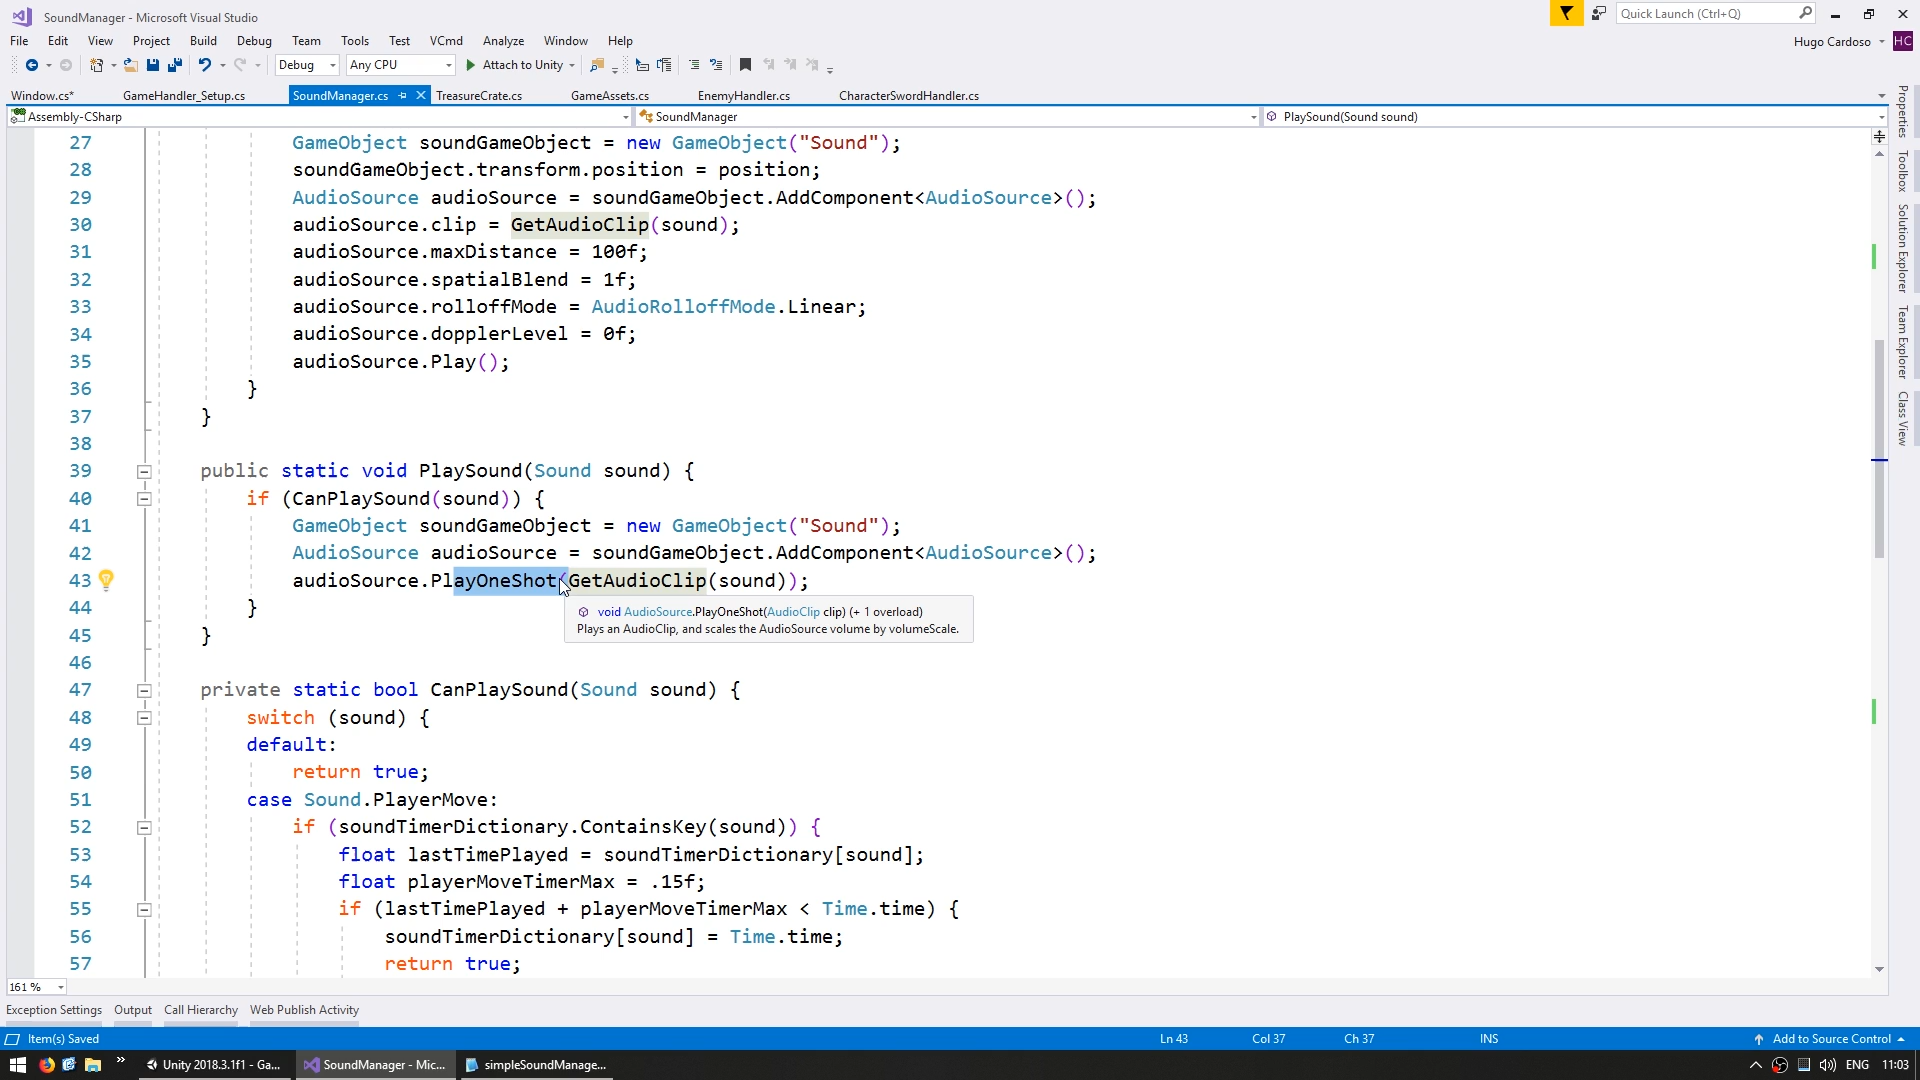 SoundManager - Microsoft Visual Studio
Quick Launch (Ctrl+Q)
File Edit View Project Build Debug Team Tools Test VCmd Analyze Window Help
Hugo Cardoso HC
Debug Any CPU Attach to Unity
Window.cs* GameHandler_Setup.cs SoundManager.cs TreasureCrate.cs GameAssets.cs EnemyHandler.cs CharacterSwordHandler.cs
Assembly-CSharp SoundManager PlaySound(Sound sound)
27 GameObject soundGameObject = new GameObject("Sound");
28 soundGameObject.transform.position = position;
29 AudioSource audioSource = soundGameObject.AddComponent<AudioSource>();
30 audioSource.clip = GetAudioClip(sound);
31 audioSource.maxDistance = 100f;
32 audioSource.spatialBlend = 1f;
33 audioSource.rolloffMode = AudioRolloffMode.Linear;
34 audioSource.dopplerLevel = 0f;
35 audioSource.Play();
36 }
37 }
38
39 public static void PlaySound(Sound sound) {
40 if (CanPlaySound(sound)) {
41 GameObject soundGameObject = new GameObject("Sound");
42 AudioSource audioSource = soundGameObject.AddComponent<AudioSource>();
43 audioSource.PlayOneShot(GetAudioClip(sound));
44 }
void AudioSource.PlayOneShot(AudioClip clip) (+ 1 overload)
Plays an AudioClip, and scales the AudioSource volume by volumeScale.
45 }
46
47 private static bool CanPlaySound(Sound sound) {
48 switch (sound) {
49 default:
50 return true;
51 case Sound.PlayerMove:
52 if (soundTimerDictionary.ContainsKey(sound)) {
53 float lastTimePlayed = soundTimerDictionary[sound];
54 float playerMoveTimerMax = .15f;
55 if (lastTimePlayed + playerMoveTimerMax < Time.time) {
56 soundTimerDictionary[sound] = Time.time;
57 return true;
Properties
Toolbox
Solution Explorer
Team Explorer
Class View
161 %
Exception Settings Output Call Hierarchy Web Publish Activity
Item(s) Saved Ln 43 Col 37 Ch 37 INS Add to Source Control
Unity 2018.3.1f1 - Ga... SoundManager - Mic... simpleSoundManage... ENG 11:03